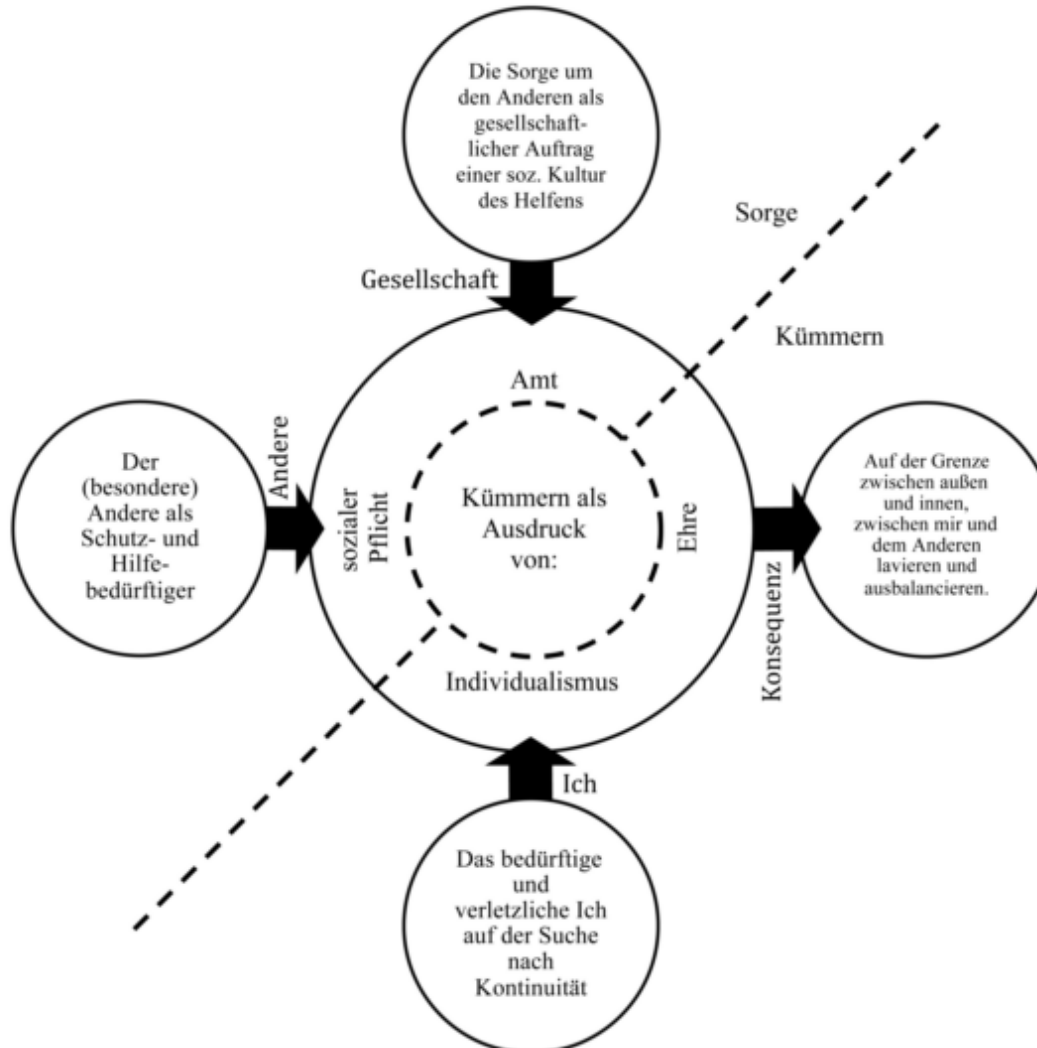 Die Sorge um
den Anderen als
gesellschaft-
licher Auftrag
einer soz. Kultur
des Helfens
Gesellschaft
Sorge
Kümmern
Der
(besondere)
Andere als
Schutz- und
Hilfe-
bedürftiger
Andere
Amt
sozialer
Pflicht
Kümmern als
Ausdruck
von:
Ehre
Individualismus
Konsequenz
Auf der Grenze
zwischen außen
und innen,
zwischen mir und
dem Anderen
lavieren und
ausbalancieren.
Ich
Das bedürftige
und
verletzliche Ich
auf der Suche
nach
Kontinuität